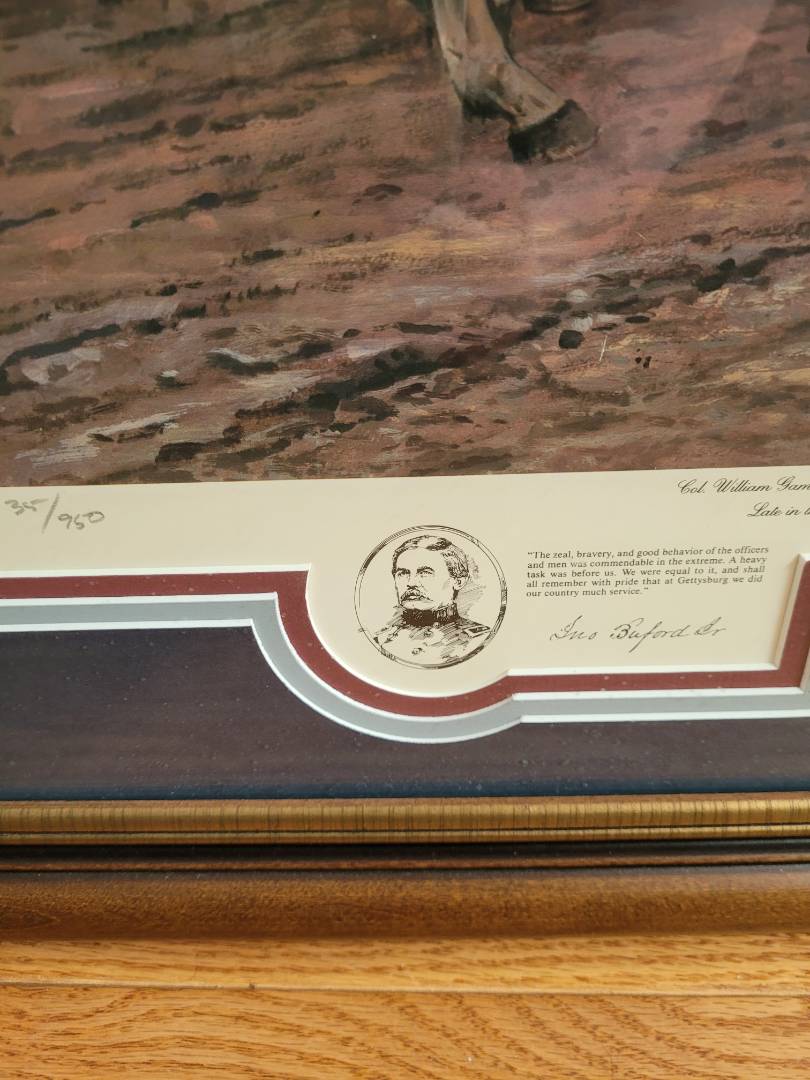 35/950
Col. William Gam
Late in
"The zeal, bravery, and good behavior of the officers
and men was commendable in the extreme. A heavy
task was before us. We were equal to it, and shall
all remember with pride that at Gettysburg we did
our country much service."
Jno Buford Jr